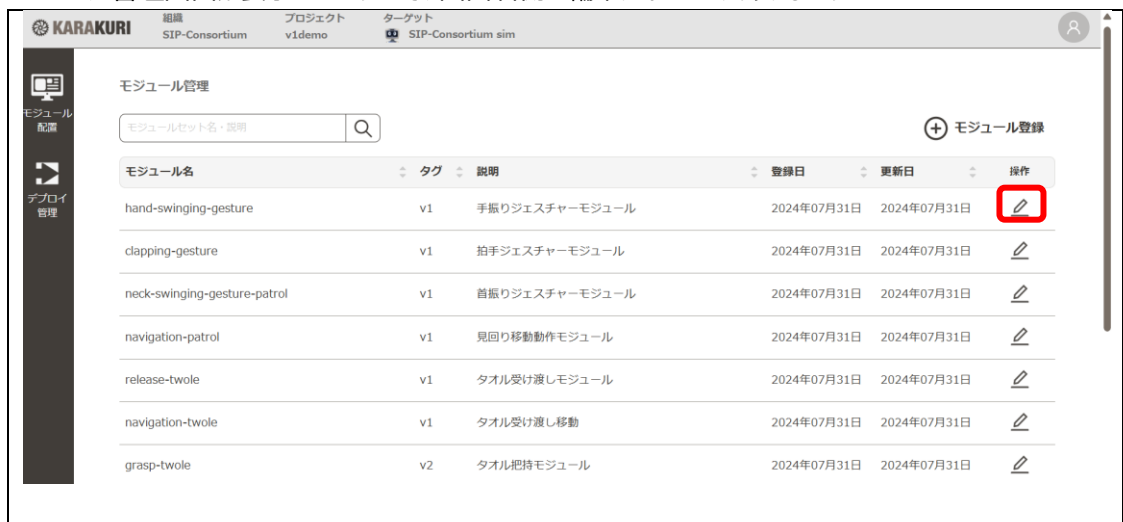 KARAKURI
組織 プロジェクト ターゲット
SIP-Consortium v1demo SIP-Consortium sim
モジュール
配置
デプロイ
管理
モジュール管理
モジュールセット名・説明
モジュール登録
モジュール名 タグ 説明 登録日 更新日 操作
hand-swinging-gesture v1 手振りジェスチャーモジュール 2024年07月31日 2024年07月31日
clapping-gesture v1 拍手ジェスチャーモジュール 2024年07月31日 2024年07月31日
neck-swinging-gesture-patrol v1 首振りジェスチャーモジュール 2024年07月31日 2024年07月31日
navigation-patrol v1 見回り移動動作モジュール 2024年07月31日 2024年07月31日
release-twole v1 タオル受け渡しモジュール 2024年07月31日 2024年07月31日
navigation-twole v1 タオル受け渡し移動 2024年07月31日 2024年07月31日
grasp-twole v2 タオル把持モジュール 2024年07月31日 2024年07月31日